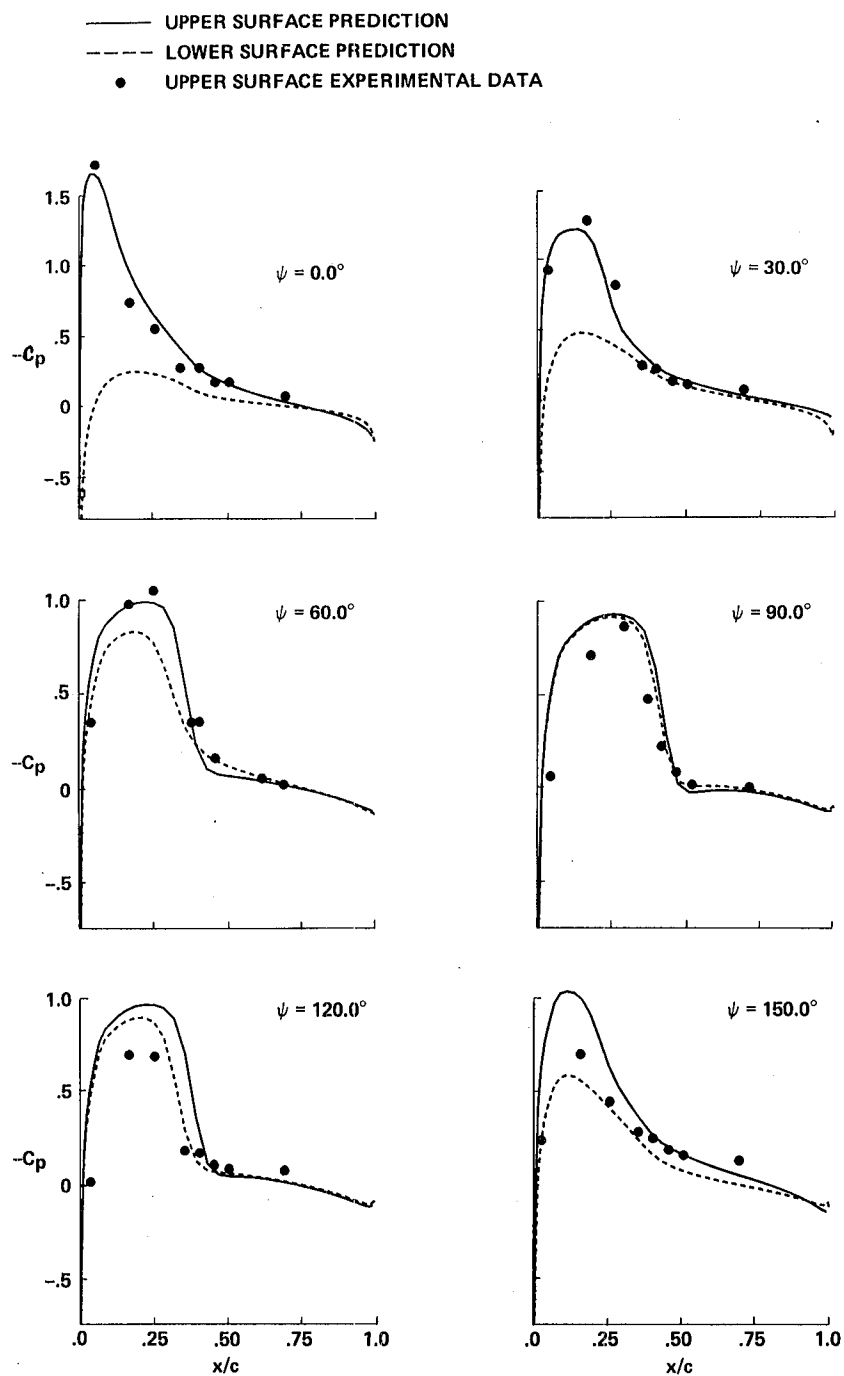 UPPER SURFACE PREDICTION
LOWER SURFACE PREDICTION
UPPER SURFACE EXPERIMENTAL DATA
1.5
1.0
.5
0
–.5
–Cp
ψ = 0.0°
ψ = 30.0°
1.0
.5
0
–.5
–Cp
ψ = 60.0°
ψ = 90.0°
1.0
.5
0
–.5
–Cp
ψ = 120.0°
ψ = 150.0°
.0 .25 .50 .75 1.0
x/c
.0 .25 .50 .75 1.0
x/c